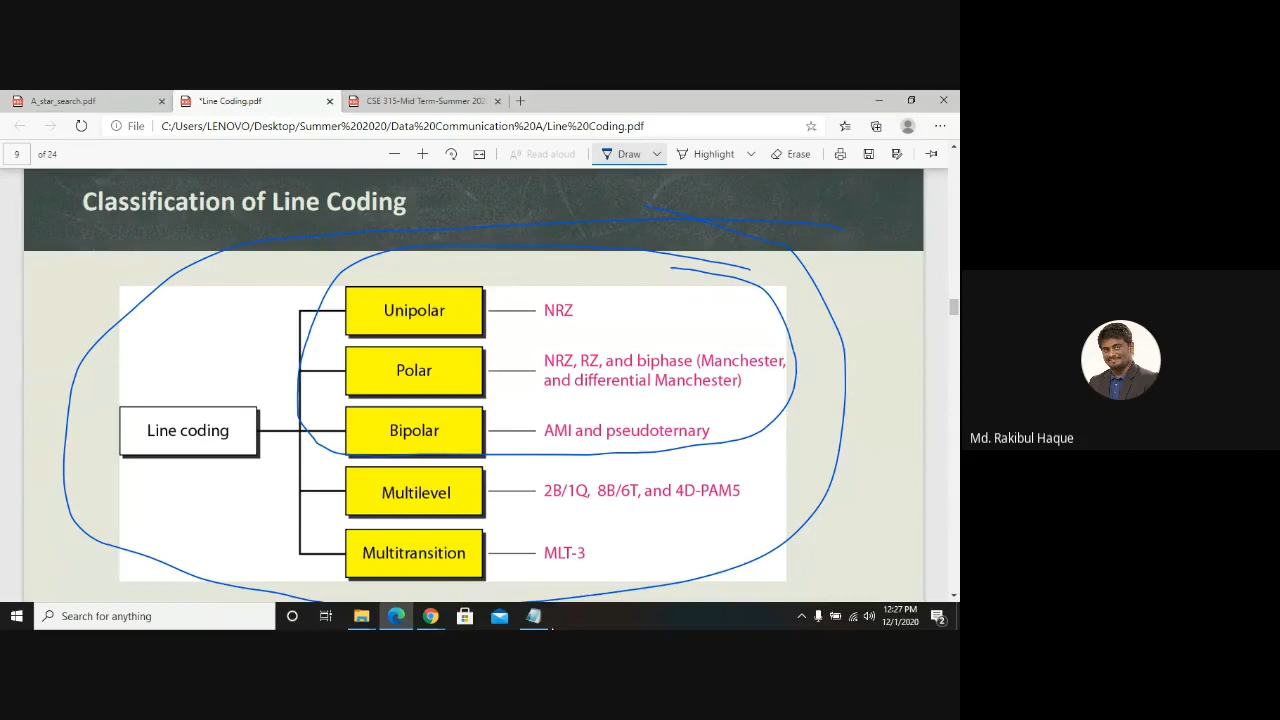 A_star_search.pdf
*Line Coding.pdf
CSE 315-Mid Term-Summer 202
File C:/Users/LENOVO/Desktop/Summer%202020/Data%20Communication%20A/Line%20Coding.pdf
9 of 24 Read aloud Draw Highlight Erase
Classification of Line Coding
Unipolar NRZ
Polar NRZ, RZ, and biphase (Manchester,
and differential Manchester)
Line coding Bipolar AMI and pseudoternary
Multilevel 2B/1Q, 8B/6T, and 4D-PAM5
Multitransition MLT-3
Md. Rakibul Haque
Search for anything
12:27 PM
12/1/2020
2